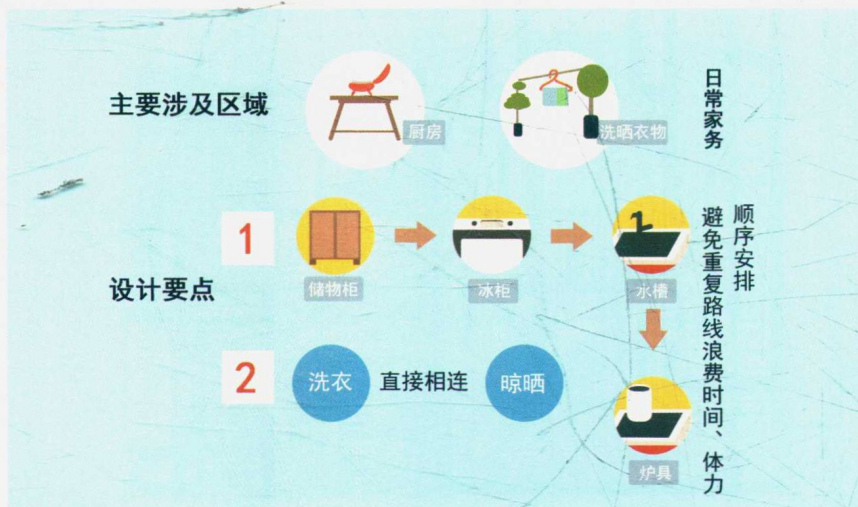 主要涉及区域
厨房
洗晒衣物
日常家务
设计要点
1
储物柜
冰柜
水槽
炉具
顺序安排
避免重复路线浪费时间、体力
2
洗衣
直接相连
晾晒